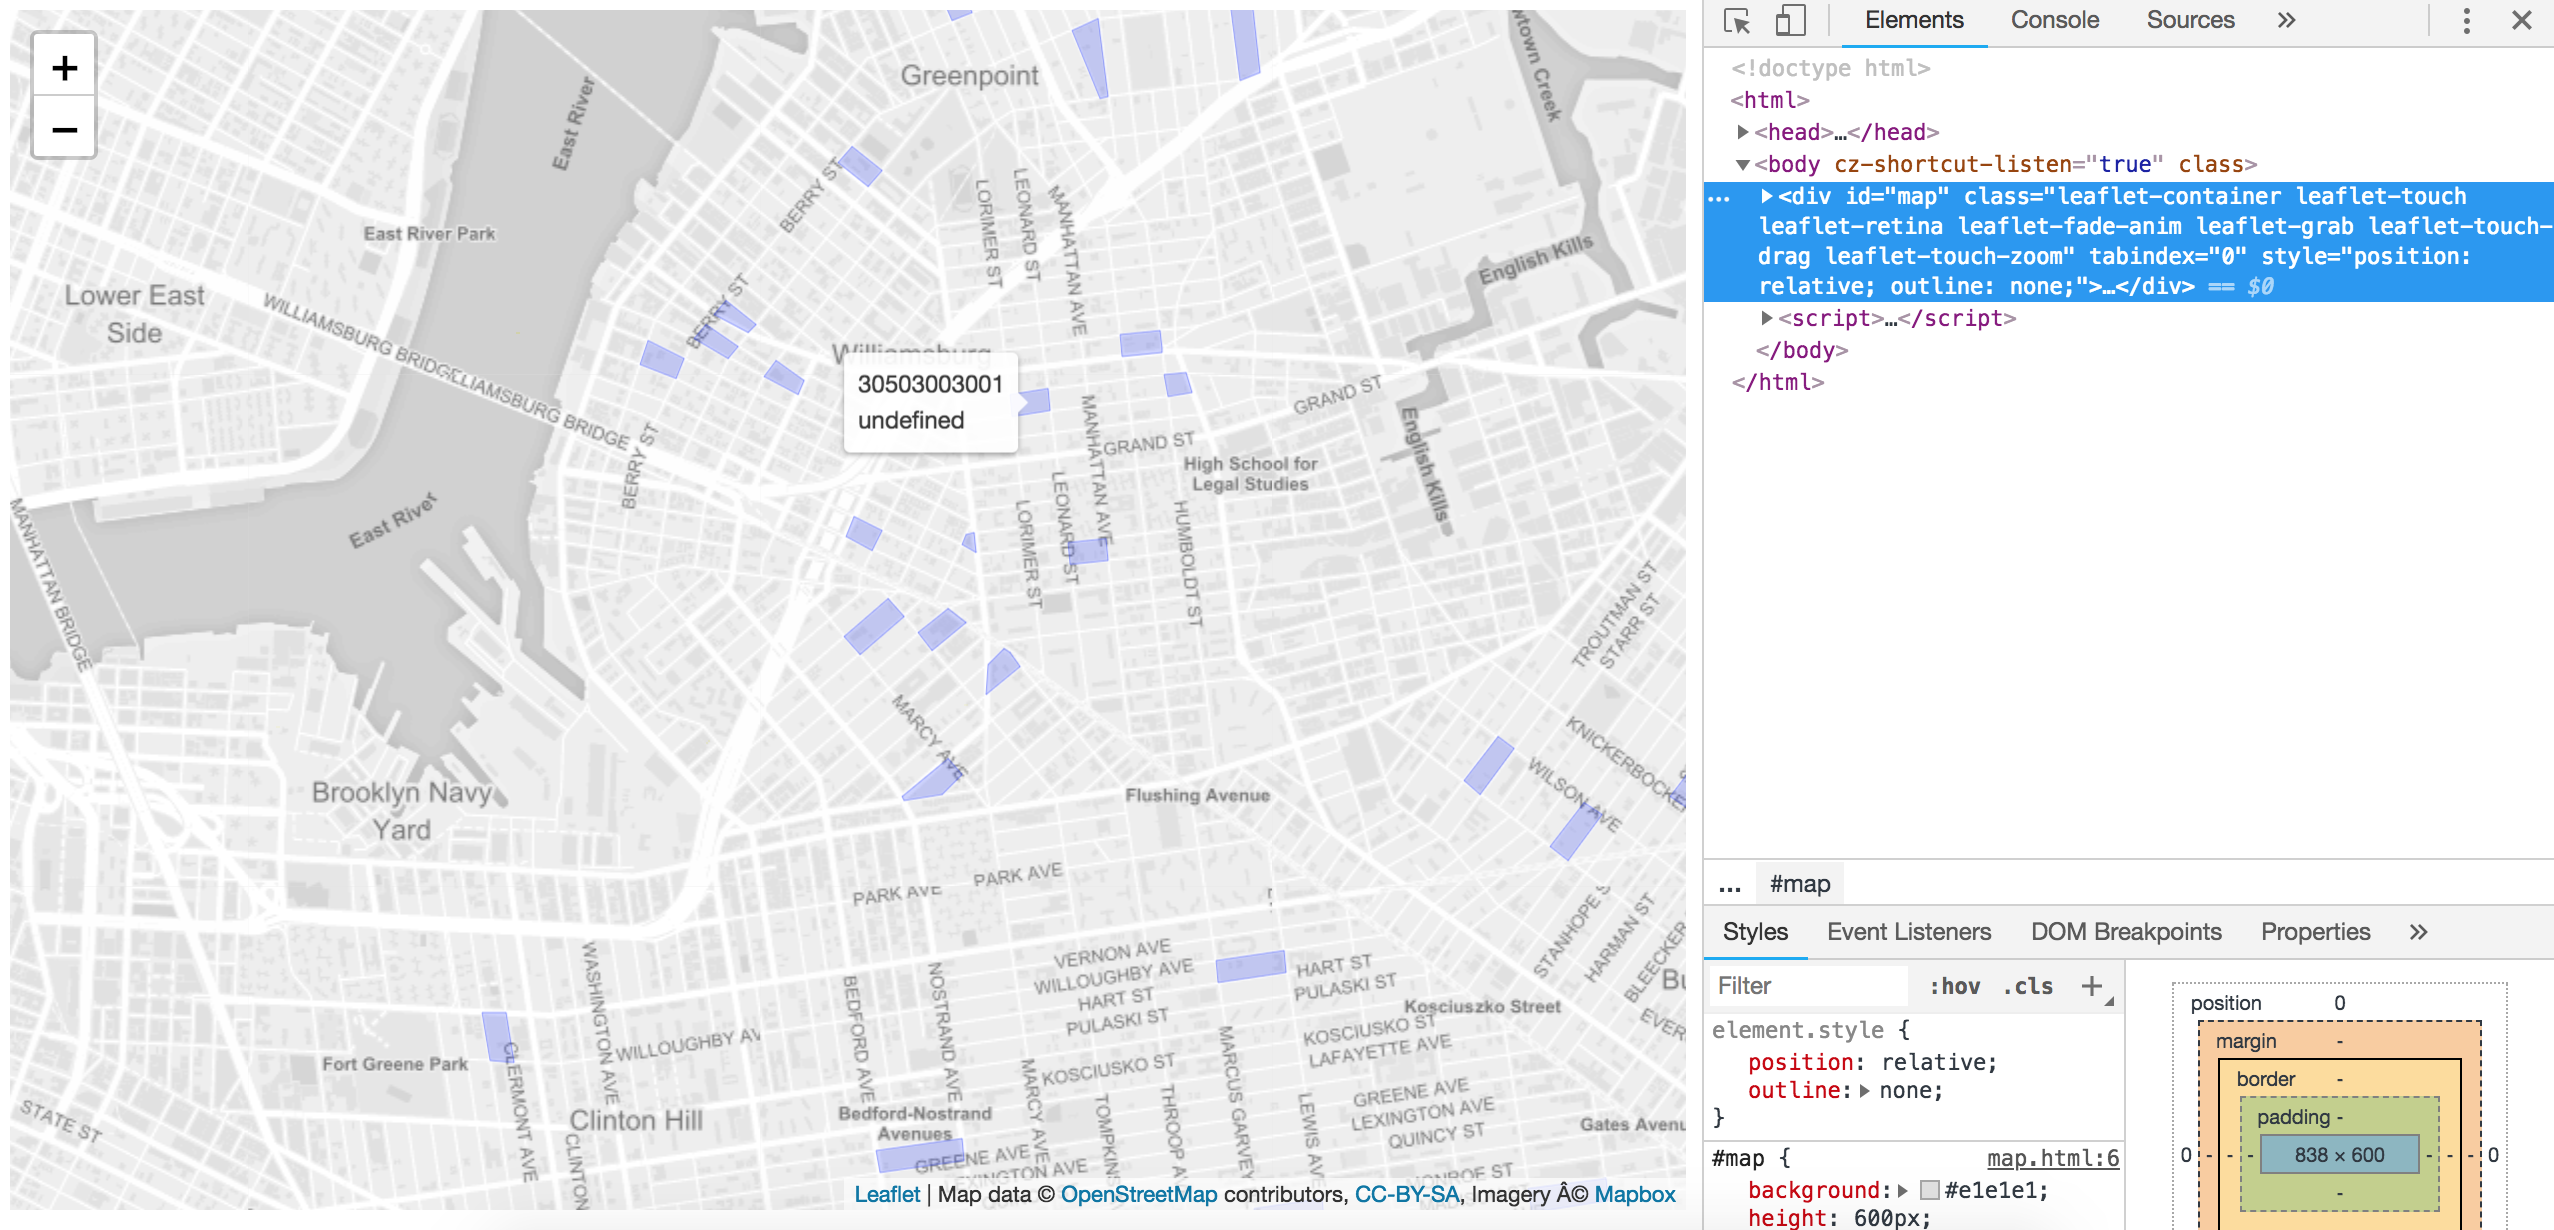 +
−
Greenpoint
East River
East River Park
Lower East
Side
WILLIAMSBURG BRIDGE
LIAMSBURG BRIDGE
BERRY ST
BERRY ST
BERRY ST
LORIMER ST
LEONARD ST
MANHATTAN AVE
wtown Creek
English Kills
30503003001
undefined
MANHATTAN AVE
GRAND ST
GRAND ST
English Kills
High School for
Legal Studies
LEONARD ST
LORIMER ST
HUMBOLDT ST
East River
MANHATTAN BRIDGE
TROUTMAN ST
STARR ST
MARCY AVE
KNICKERBOCKE
WILSON AVE
Brooklyn Navy
Yard
Flushing Avenue
PARK AVE
PARK AVE
STANHOPE S
HARMAN ST
BLEECKER
Bu
EVER
VERNON AVE
WILLOUGHBY AVE
HART ST
PULASKI ST
HART ST
PULASKI ST
Kosciuszko Street
KOSCIUSKO ST
LAFAYETTE AVE
WASHINGTON AVE
BEDFORD AVE
NOSTRAND AVE
WILLOUGHBY AV
Fort Greene Park
CLERMONT AVE
KOSCIUSKO ST
MARCY AVE
TOMPKINS
THROOP AV
MARCUS GARVEY
LEWIS AV
GREENE AVE
LEXINGTON AVE
QUINCY ST
Gates Avenu
STATE ST
Clinton Hill
CLINTON
Bedford-Nostrand
Avenues
GREENE AVE
INGTON AVE
MONROE ST
Leaflet | Map data © OpenStreetMap contributors, CC-BY-SA, Imagery Â© Mapbox
Elements Console Sources »
<!doctype html>
<html>
▶<head>…</head>
▼<body cz-shortcut-listen="true" class>
… ▶<div id="map" class="leaflet-container leaflet-touch
leaflet-retina leaflet-fade-anim leaflet-grab leaflet-touch-
drag leaflet-touch-zoom" tabindex="0" style="position:
relative; outline: none;">…</div> == $0
▶<script>…</script>
</body>
</html>
… #map
Styles Event Listeners DOM Breakpoints Properties »
Filter :hov .cls +
element.style {
position: relative;
outline:▶ none;
}
#map { map.html:6
background:▶ #e1e1e1;
height: 600px;
position 0
margin -
border -
padding -
0 - - - 838 × 600 - - - 0
-